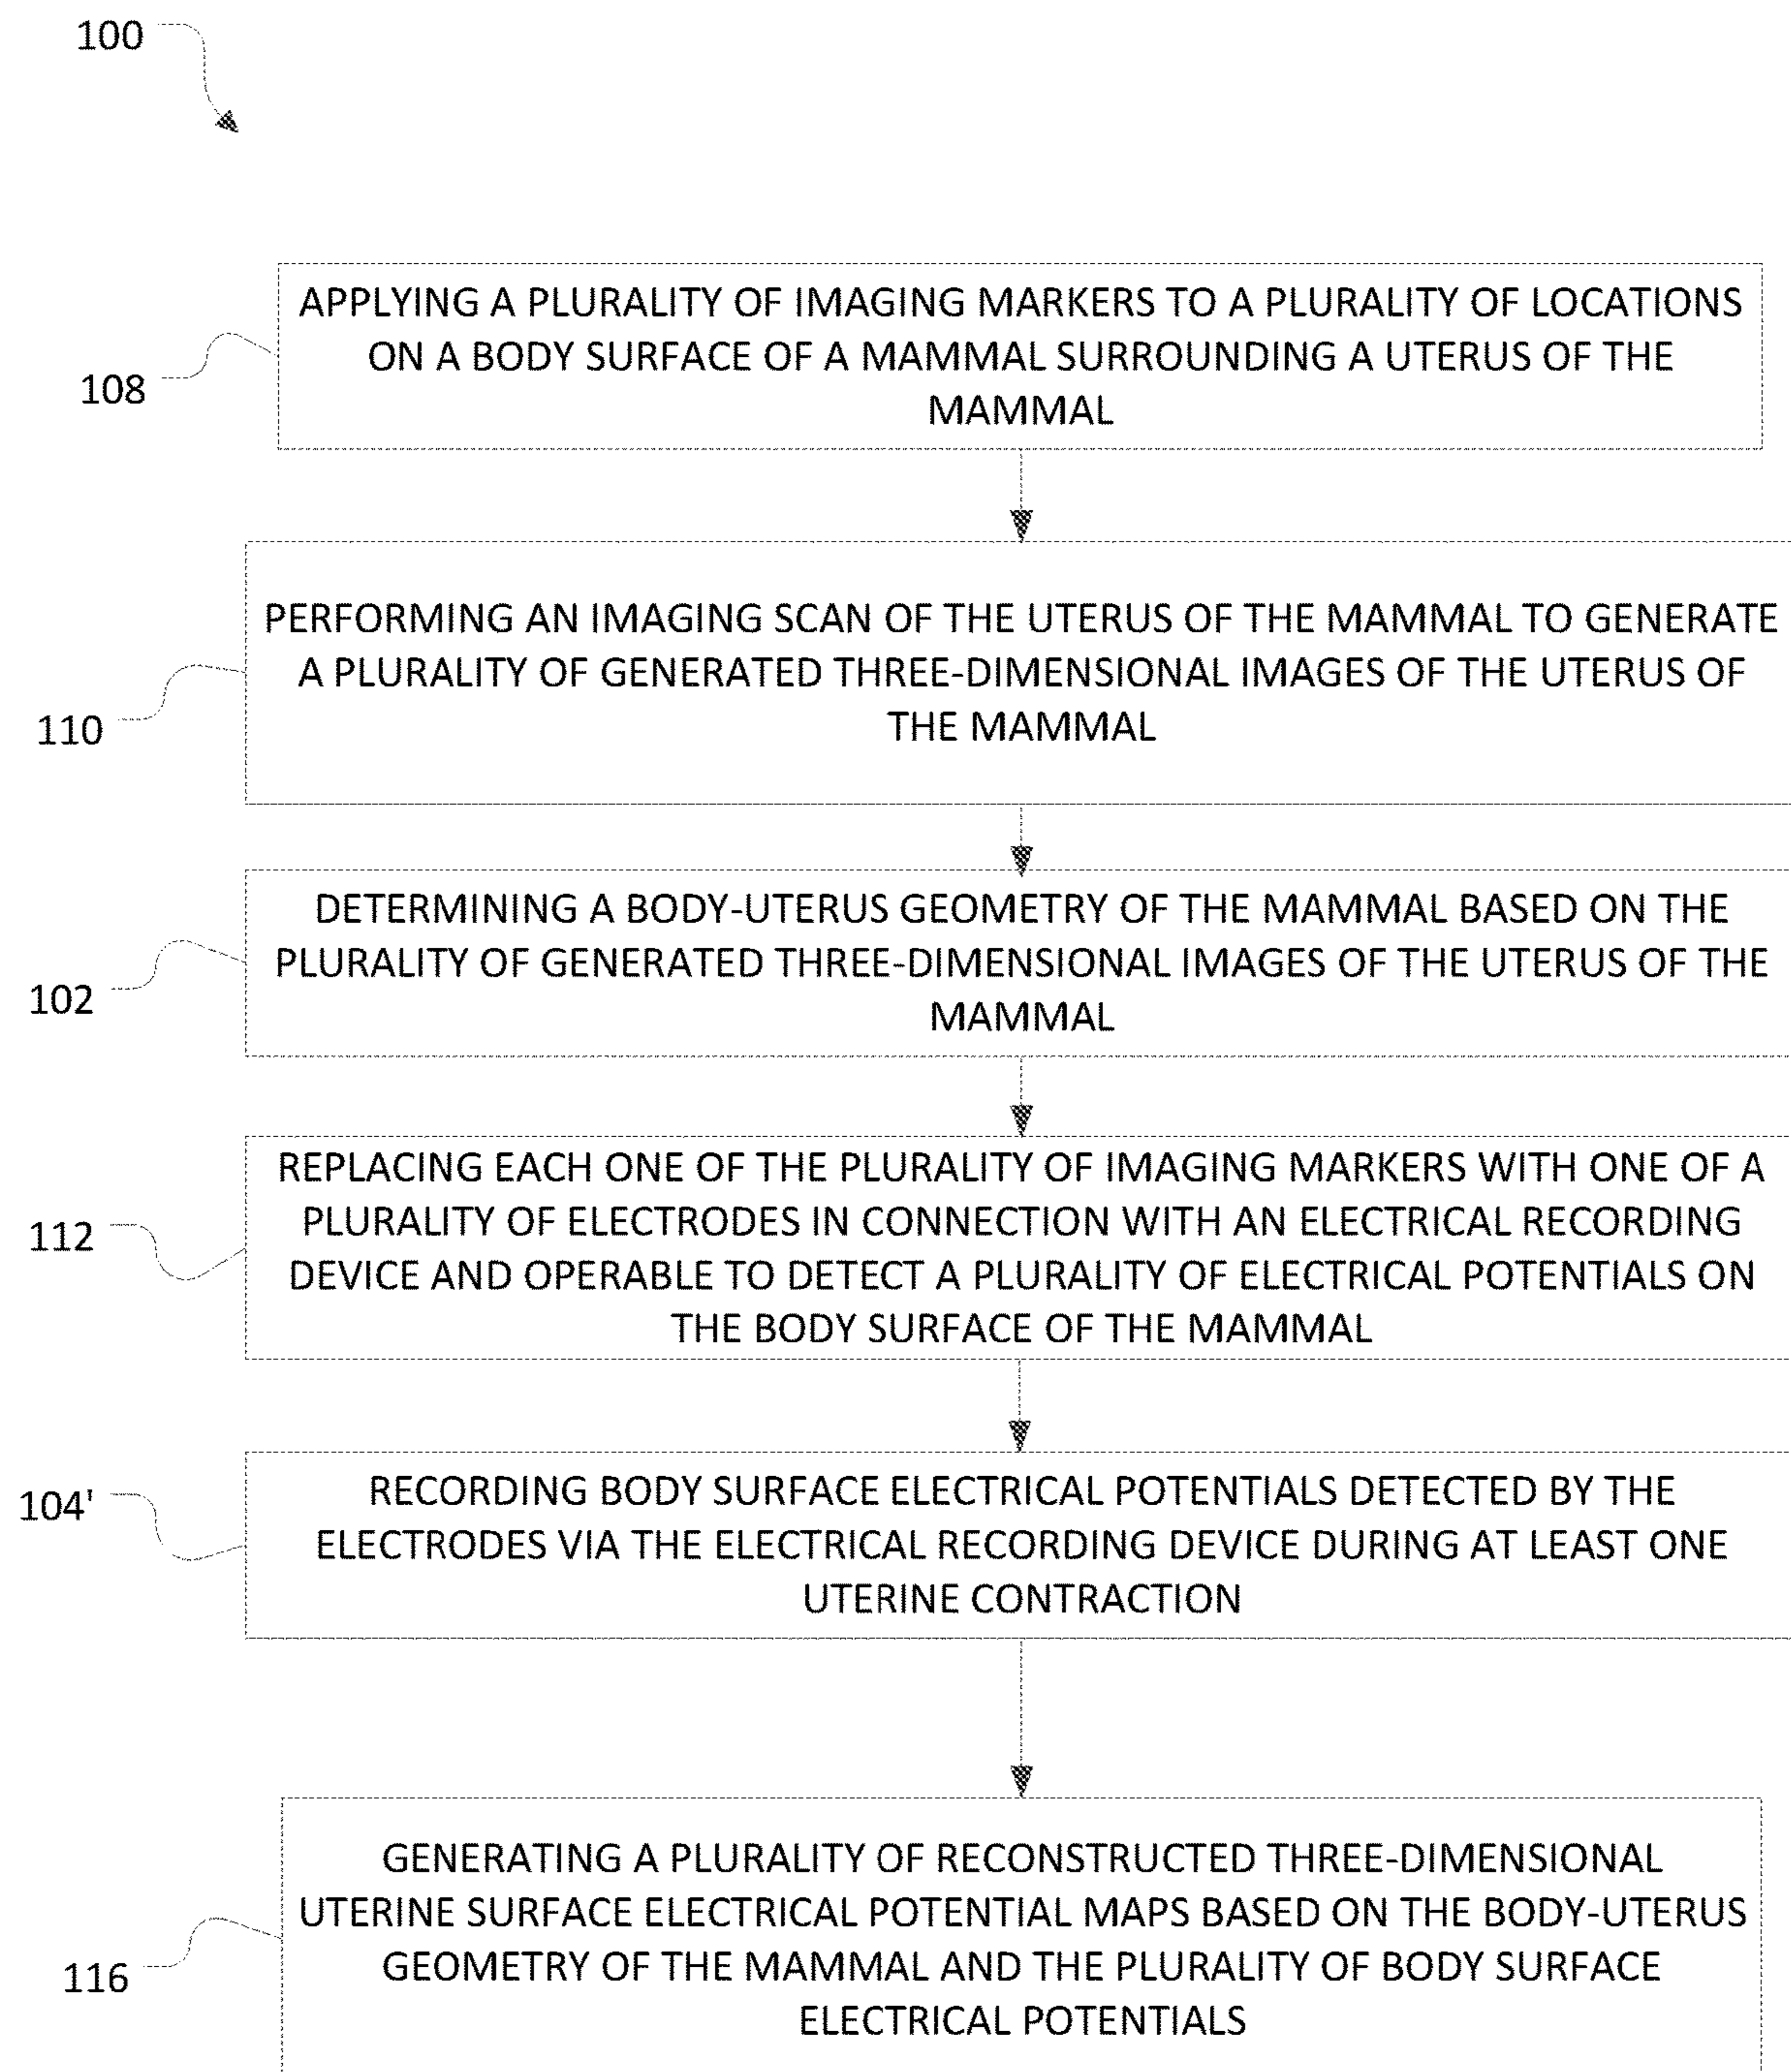 100
APPLYING A PLURALITY OF IMAGING MARKERS TO A PLURALITY OF LOCATIONS
ON A BODY SURFACE OF A MAMMAL SURROUNDING A UTERUS OF THE
MAMMAL
108
PERFORMING AN IMAGING SCAN OF THE UTERUS OF THE MAMMAL TO GENERATE
A PLURALITY OF GENERATED THREE-DIMENSIONAL IMAGES OF THE UTERUS OF
THE MAMMAL
110
DETERMINING A BODY-UTERUS GEOMETRY OF THE MAMMAL BASED ON THE
PLURALITY OF GENERATED THREE-DIMENSIONAL IMAGES OF THE UTERUS OF THE
MAMMAL
102
REPLACING EACH ONE OF THE PLURALITY OF IMAGING MARKERS WITH ONE OF A
PLURALITY OF ELECTRODES IN CONNECTION WITH AN ELECTRICAL RECORDING
DEVICE AND OPERABLE TO DETECT A PLURALITY OF ELECTRICAL POTENTIALS ON
THE BODY SURFACE OF THE MAMMAL
112
RECORDING BODY SURFACE ELECTRICAL POTENTIALS DETECTED BY THE
ELECTRODES VIA THE ELECTRICAL RECORDING DEVICE DURING AT LEAST ONE
UTERINE CONTRACTION
104'
GENERATING A PLURALITY OF RECONSTRUCTED THREE-DIMENSIONAL
UTERINE SURFACE ELECTRICAL POTENTIAL MAPS BASED ON THE BODY-UTERUS
GEOMETRY OF THE MAMMAL AND THE PLURALITY OF BODY SURFACE
ELECTRICAL POTENTIALS
116